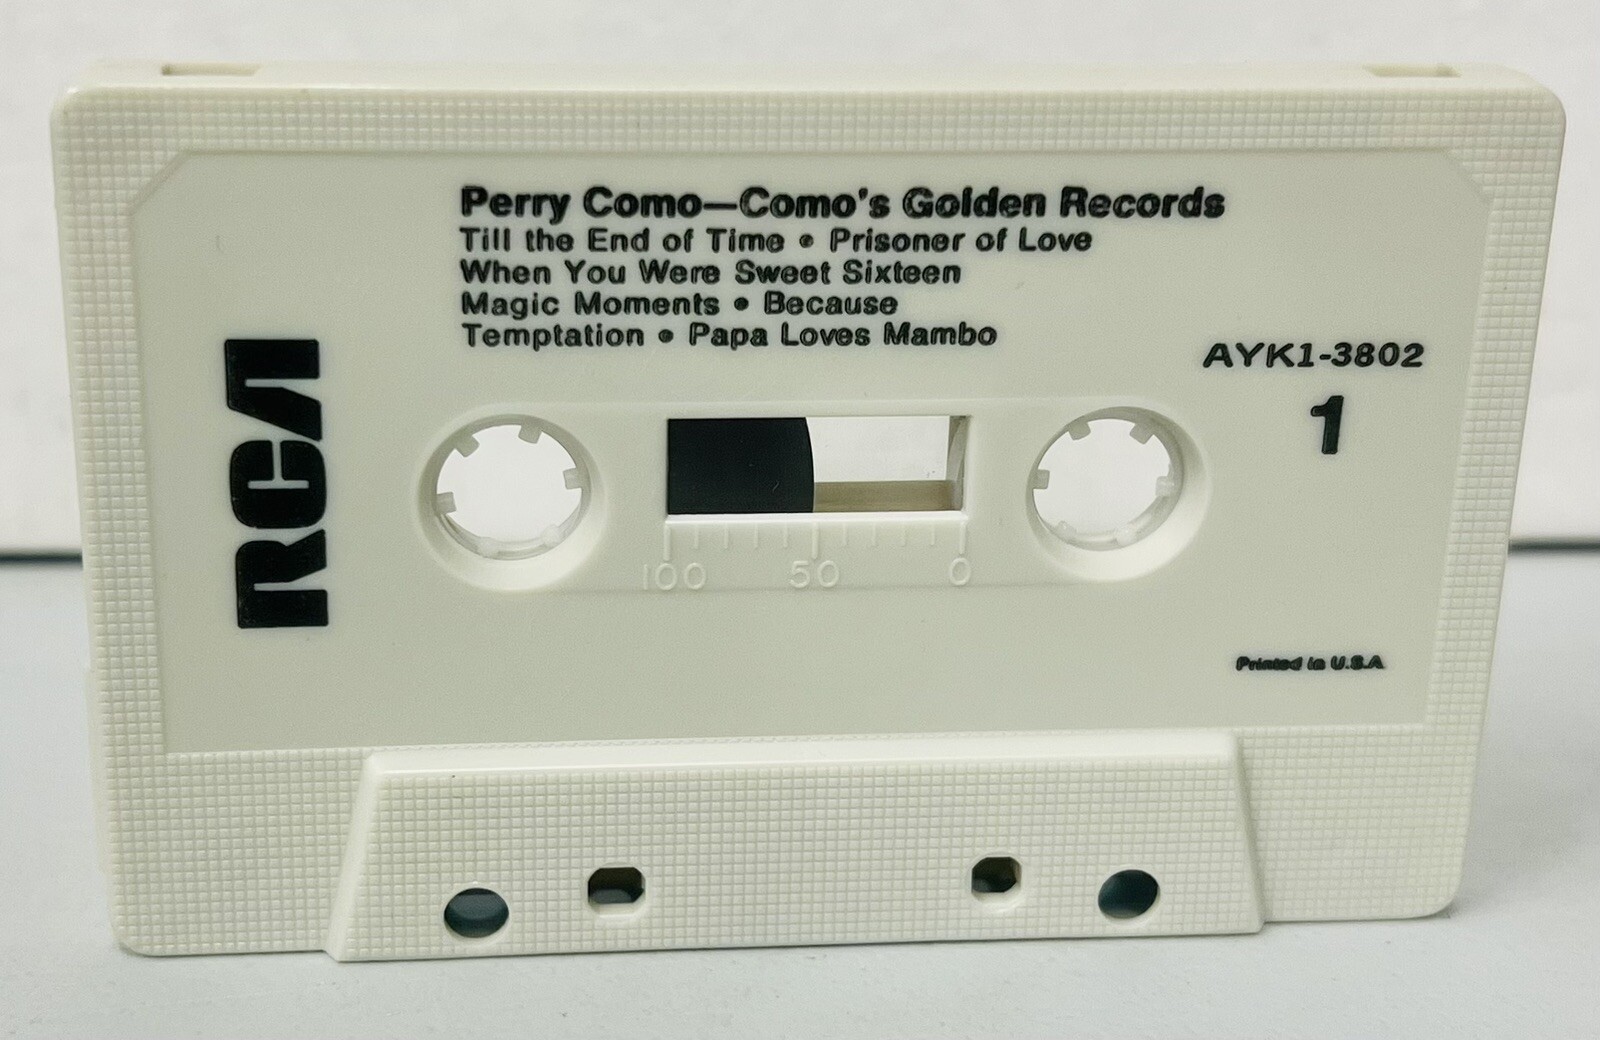 Perry Como—Como's Golden Records
Till the End of Time • Prisoner of Love
When You Were Sweet Sixteen
Magic Moments • Because
Temptation • Papa Loves Mambo
RCA
AYK1-3802
1
100 50 0
Printed in U.S.A